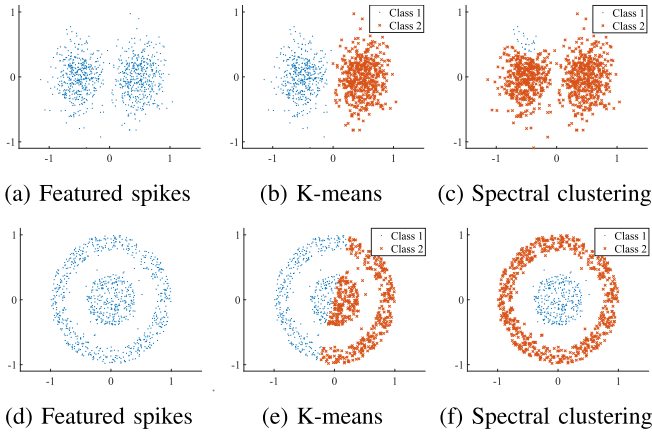 Class 1
Class 2
Class 1
Class 2
1
0
-1
-1
0
1
1
0
-1
-1
0
1
1
0
-1
-1
0
1
(a) Featured spikes
(b) K-means
(c) Spectral clustering
Class 1
Class 2
Class 1
Class 2
1
0
-1
-1
0
1
1
0
-1
-1
0
1
1
0
-1
-1
0
1
(d) Featured spikes
(e) K-means
(f) Spectral clustering